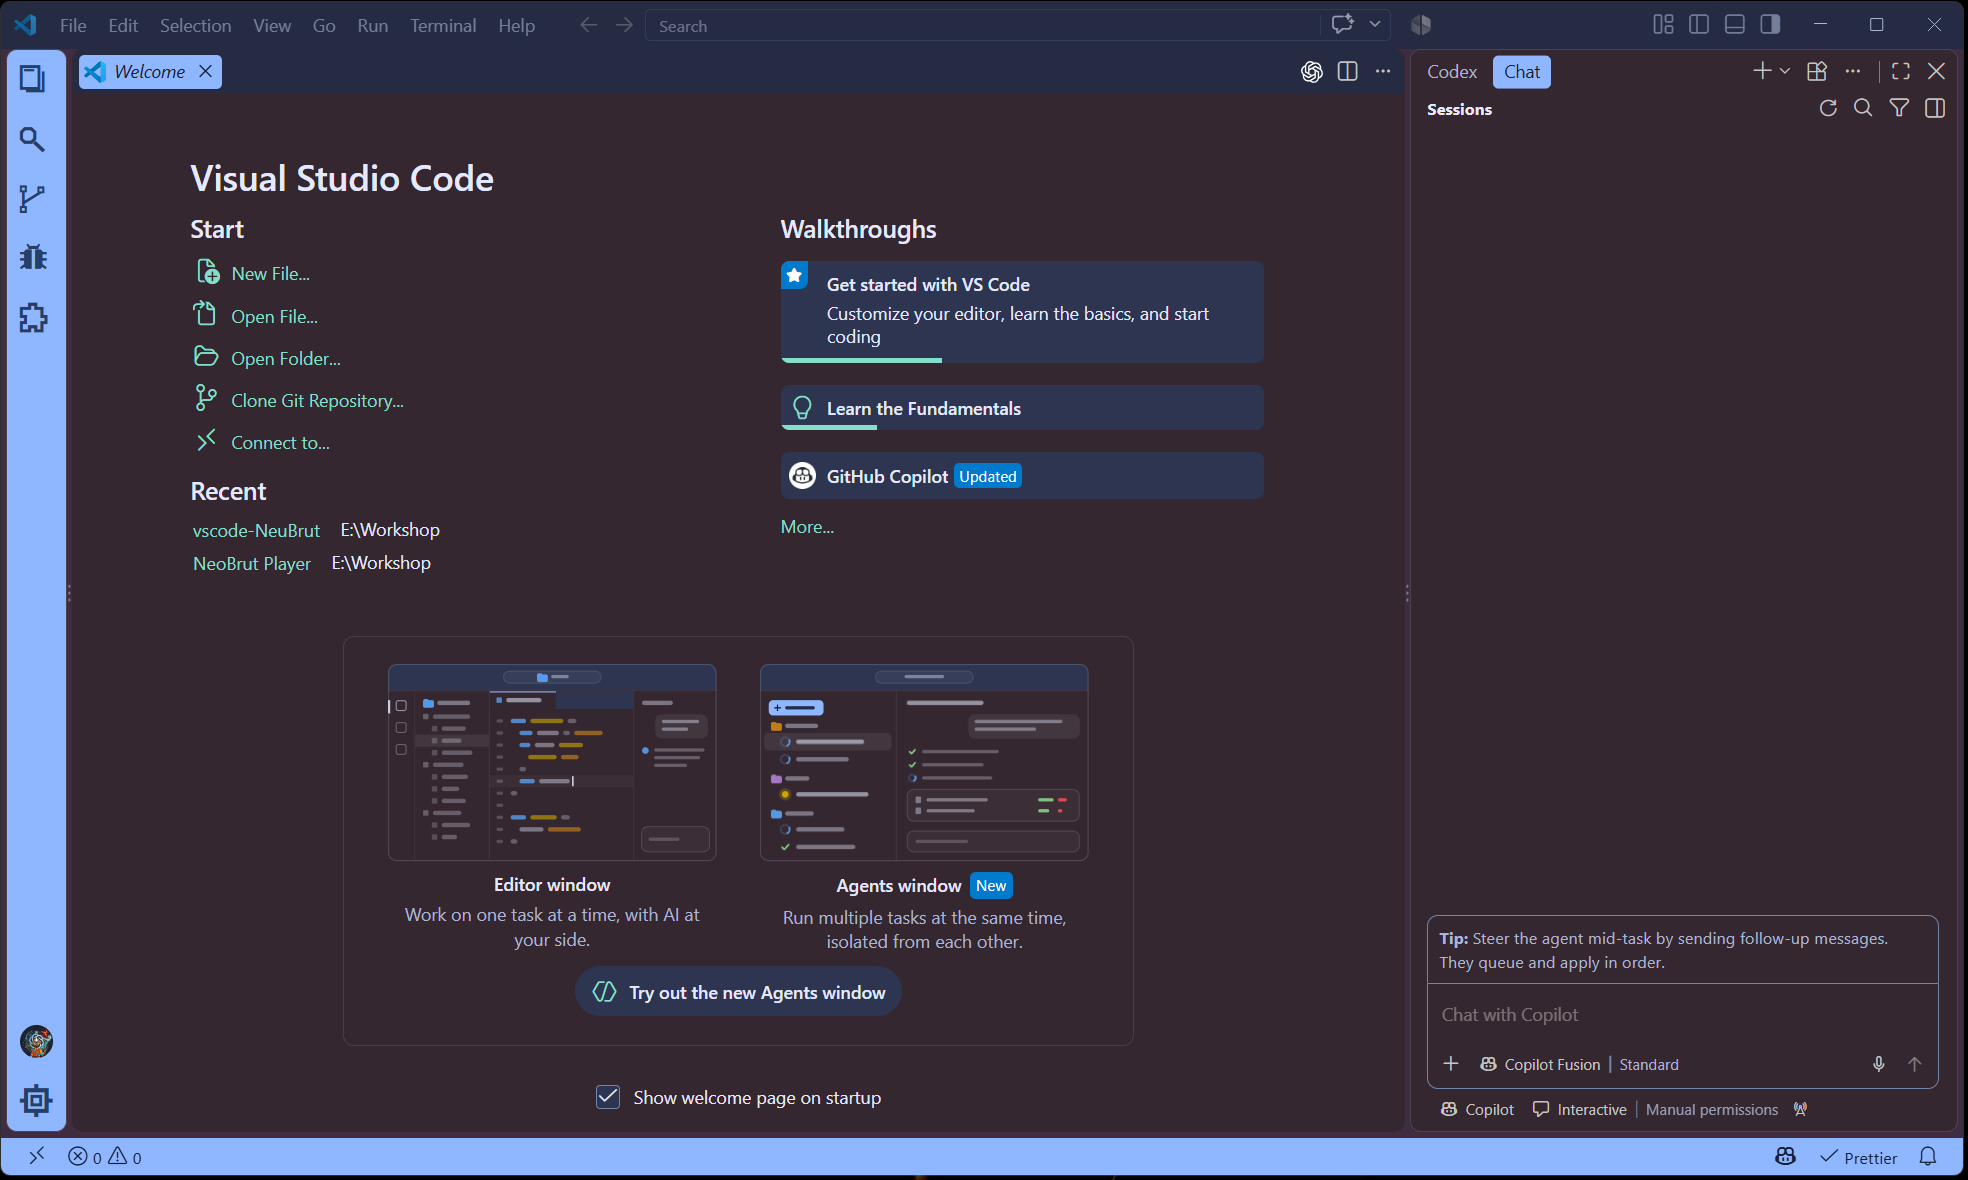 File Edit Selection View Go Run Terminal Help
Search
Welcome
Codex Chat
Sessions
Visual Studio Code
Start
New File...
Open File...
Open Folder...
Clone Git Repository...
Connect to...
Recent
vscode-NeuBrut E:\Workshop
NeoBrut Player E:\Workshop
Walkthroughs
Get started with VS Code
Customize your editor, learn the basics, and start
coding
Learn the Fundamentals
GitHub Copilot Updated
More...
Editor window
Work on one task at a time, with AI at
your side.
Agents window New
Run multiple tasks at the same time,
isolated from each other.
Try out the new Agents window
Show welcome page on startup
Tip: Steer the agent mid-task by sending follow-up messages.
They queue and apply in order.
Chat with Copilot
Copilot Fusion | Standard
Copilot Interactive | Manual permissions
0 0
Prettier